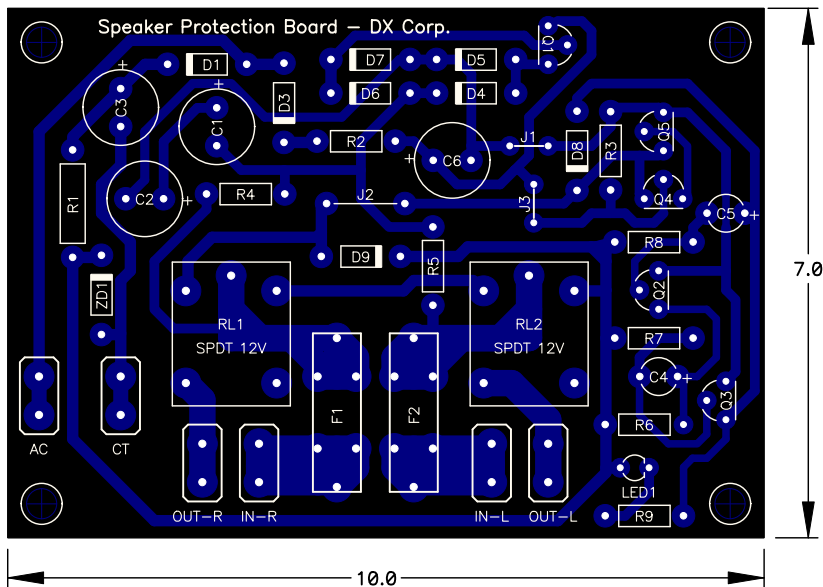 Speaker Protection Board – DX Corp.
Q1
D1
D7
D5
D6
D4
C3
D3
C1
R2
J1
C6
D8
R3
Q5
R1
C2
R4
J2
J3
Q4
C5
R8
D9
R5
ZD1
Q2
7.0
RL1
SPDT 12V
RL2
SPDT 12V
R7
C4
Q3
F1
F2
R6
AC
CT
LED1
OUT-R
IN-R
IN-L
OUT-L
R9
10.0